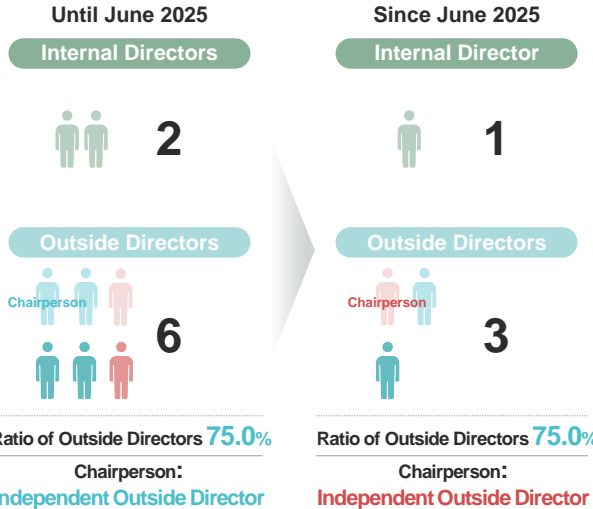 Until June 2025
Internal Directors
2
Outside Directors
Chairperson
6
Ratio of Outside Directors 75.0%
Chairperson:
Independent Outside Director
Since June 2025
Internal Director
1
Outside Directors
Chairperson
3
Ratio of Outside Directors 75.0%
Chairperson:
Independent Outside Director